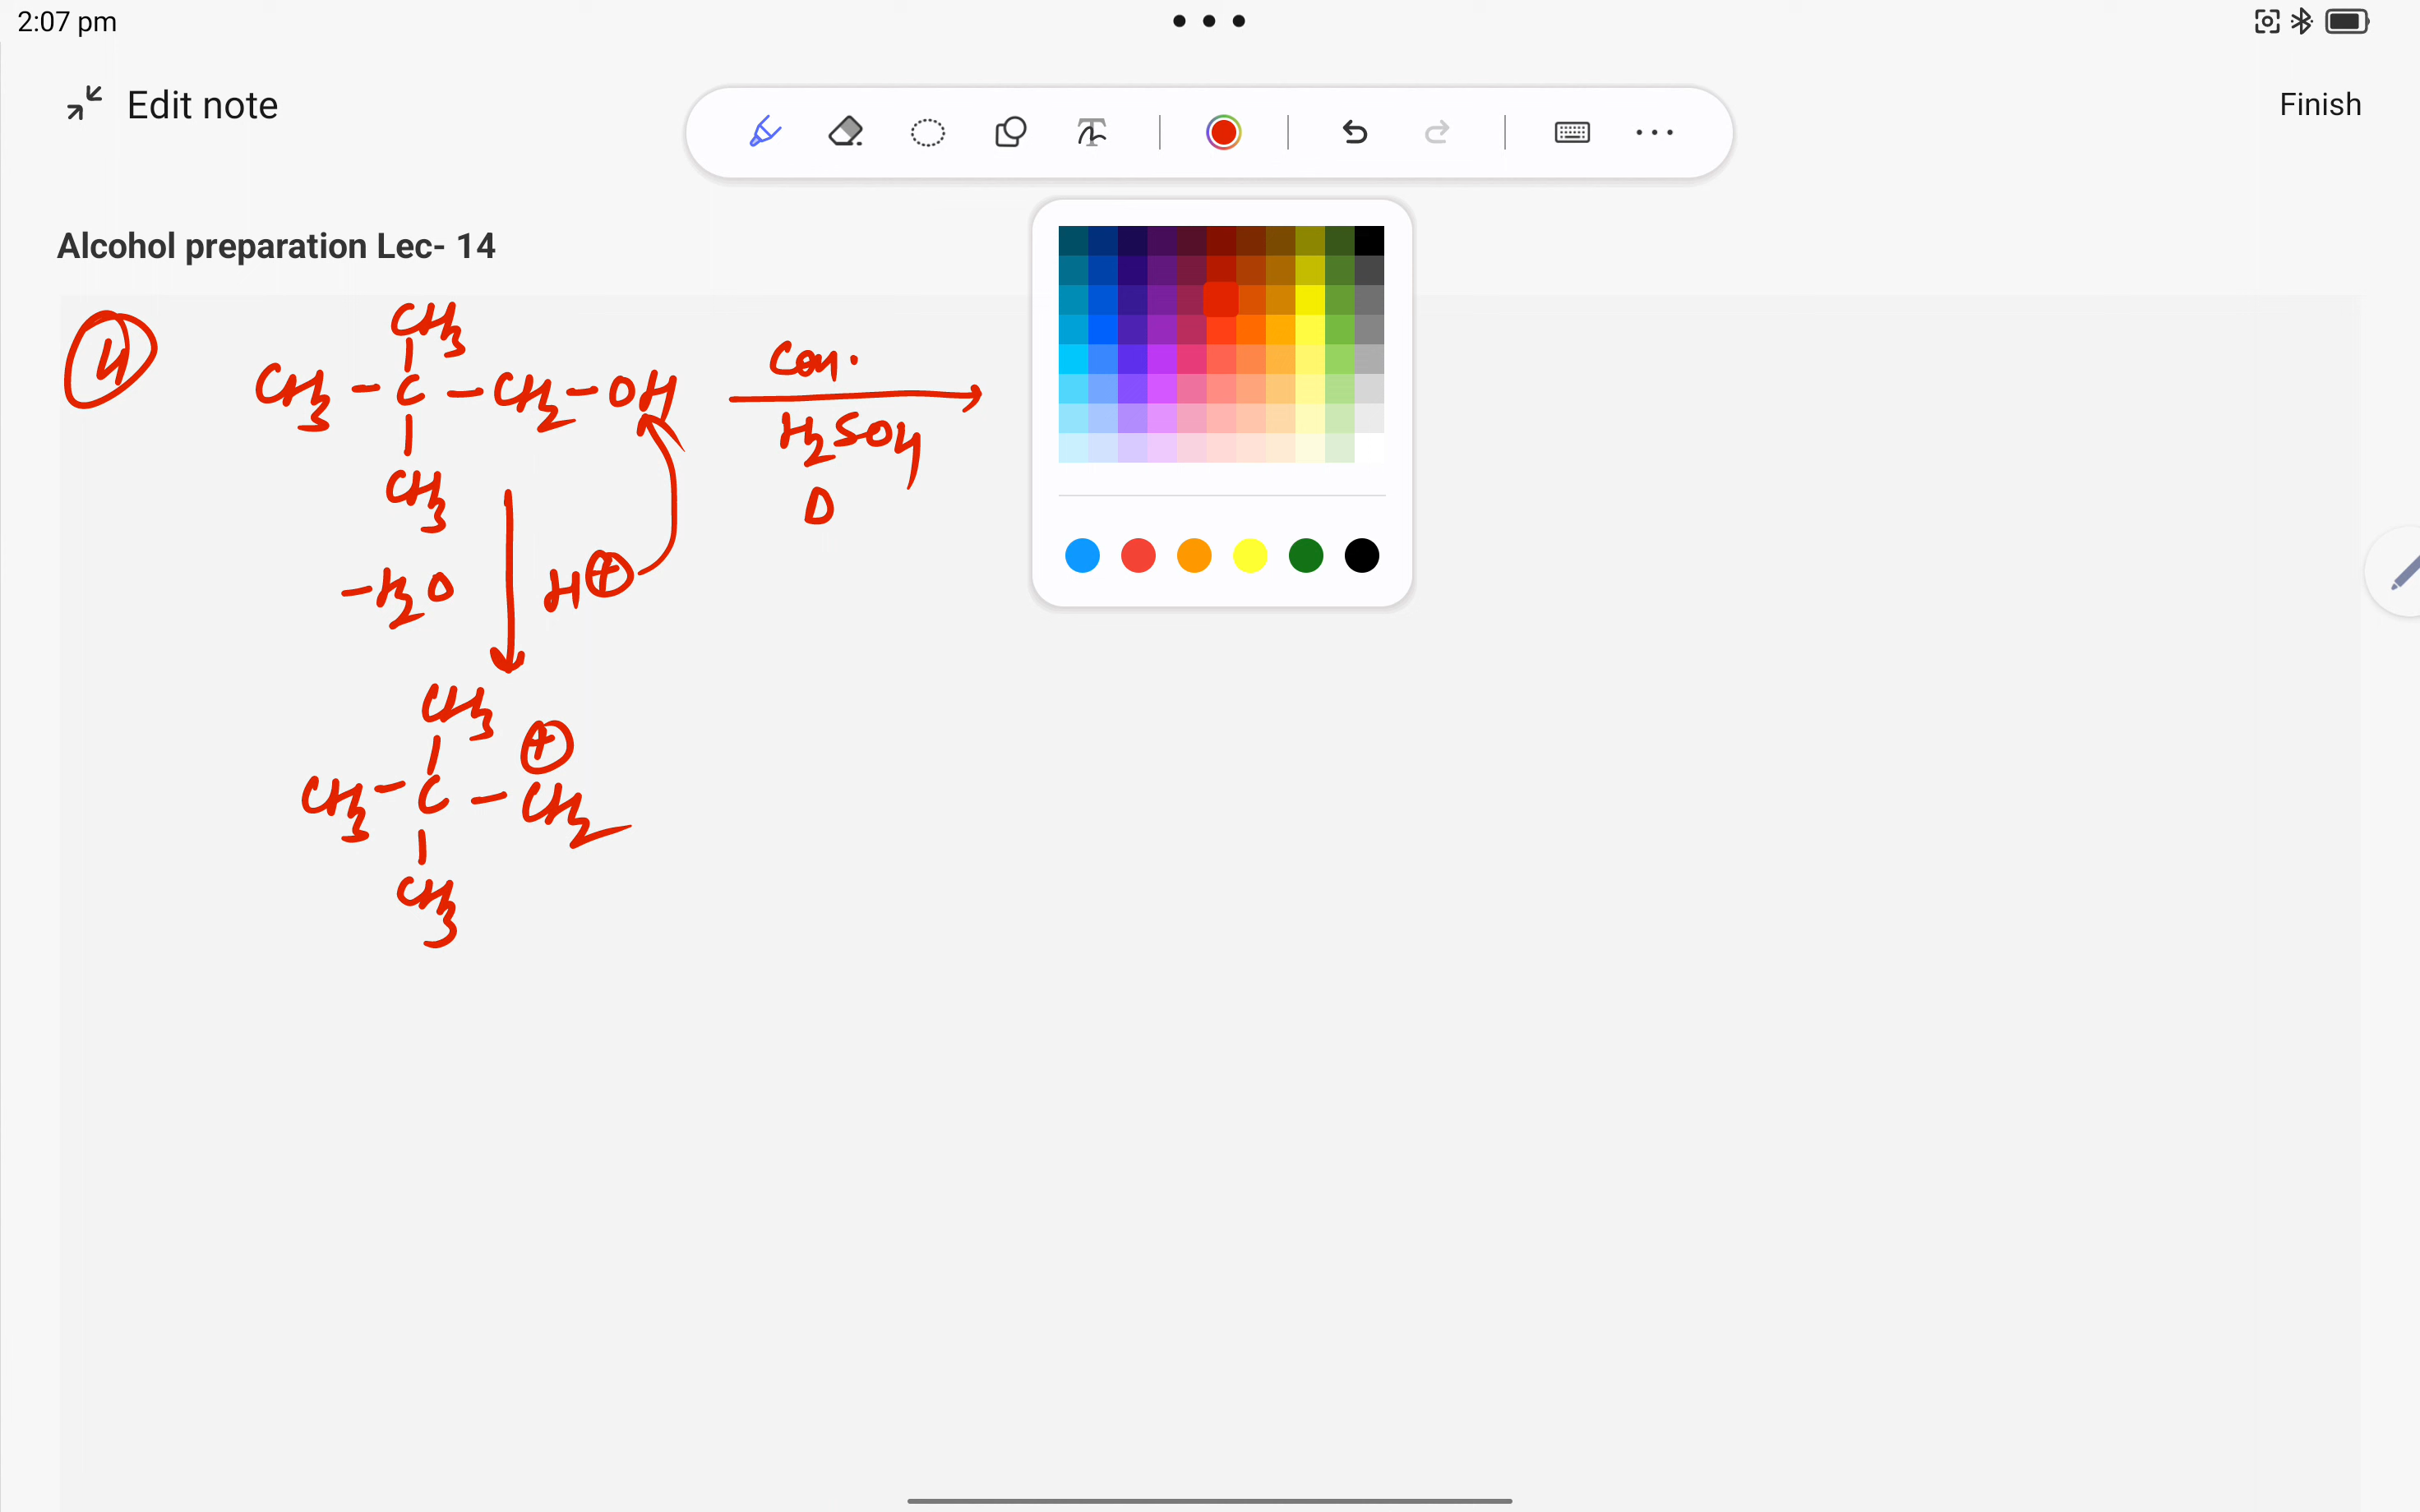 2:07 pm
Edit note
Finish
Alcohol preparation Lec- 14
4
CH3
CH3 - C - CH2 - OH
CH3
Con.
H2SO4
Δ
-H2O
H⊕
CH3
⊕
CH3 - C - CH2
CH3